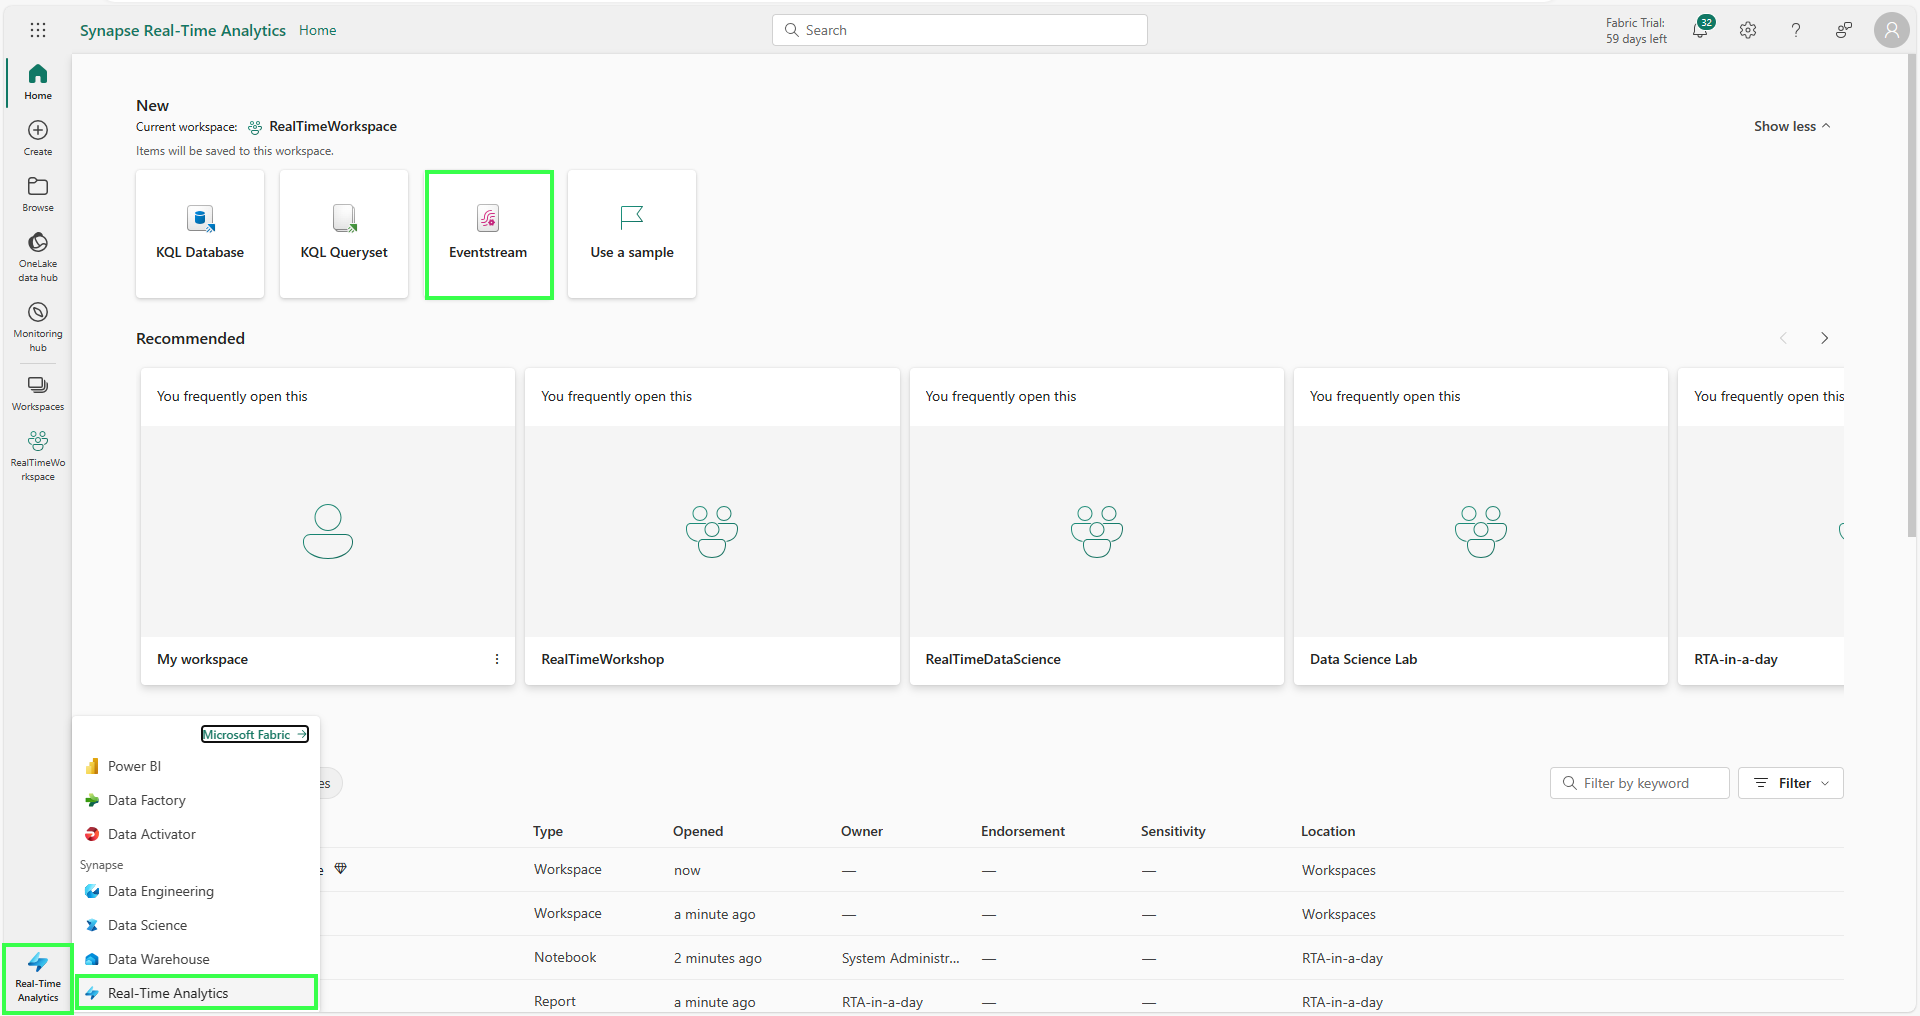 Synapse Real-Time Analytics Home
Search
Fabric Trial:
59 days left
32
Home
Create
Browse
OneLake
data hub
Monitoring
hub
Workspaces
RealTimeWo
rkspace
New
Current workspace: RealTimeWorkspace
Items will be saved to this workspace.
Show less
KQL Database
KQL Queryset
Eventstream
Use a sample
Recommended
You frequently open this
You frequently open this
You frequently open this
You frequently open this
You frequently open this
My workspace
RealTimeWorkshop
RealTimeDataScience
Data Science Lab
RTA-in-a-day
Microsoft Fabric
Power BI
Data Factory
Data Activator
Synapse
Data Engineering
Data Science
Data Warehouse
Real-Time Analytics
Real-Time
Analytics
es
Filter by keyword
Filter
Type Opened Owner Endorsement Sensitivity Location
e Workspace now — — — Workspaces
Workspace a minute ago — — — Workspaces
Notebook 2 minutes ago System Administr... — — RTA-in-a-day
Report a minute ago RTA-in-a-day — — RTA-in-a-day